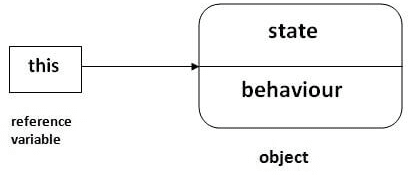 this
reference
variable
state
behaviour
object